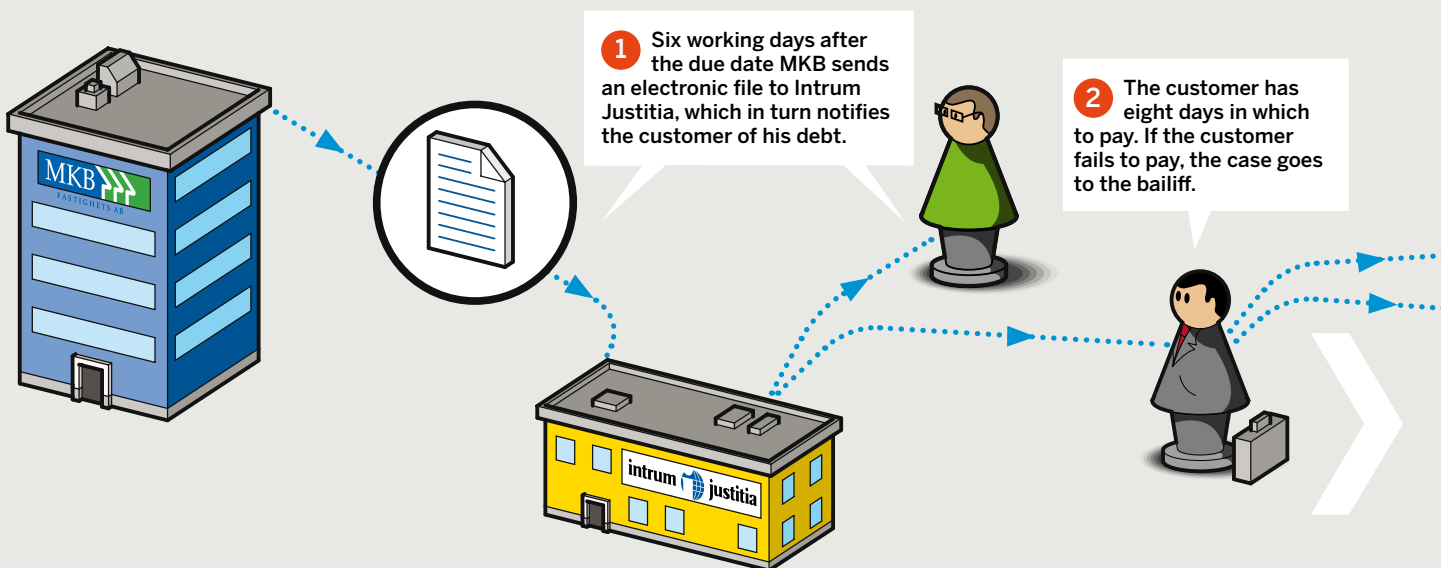 MKB
FASTIGHETS AB
1 Six working days after
the due date MKB sends
an electronic file to Intrum
Justitia, which in turn notifies
the customer of his debt.
2 The customer has
eight days in which
to pay. If the customer
fails to pay, the case goes
to the bailiff.
intrum justitia